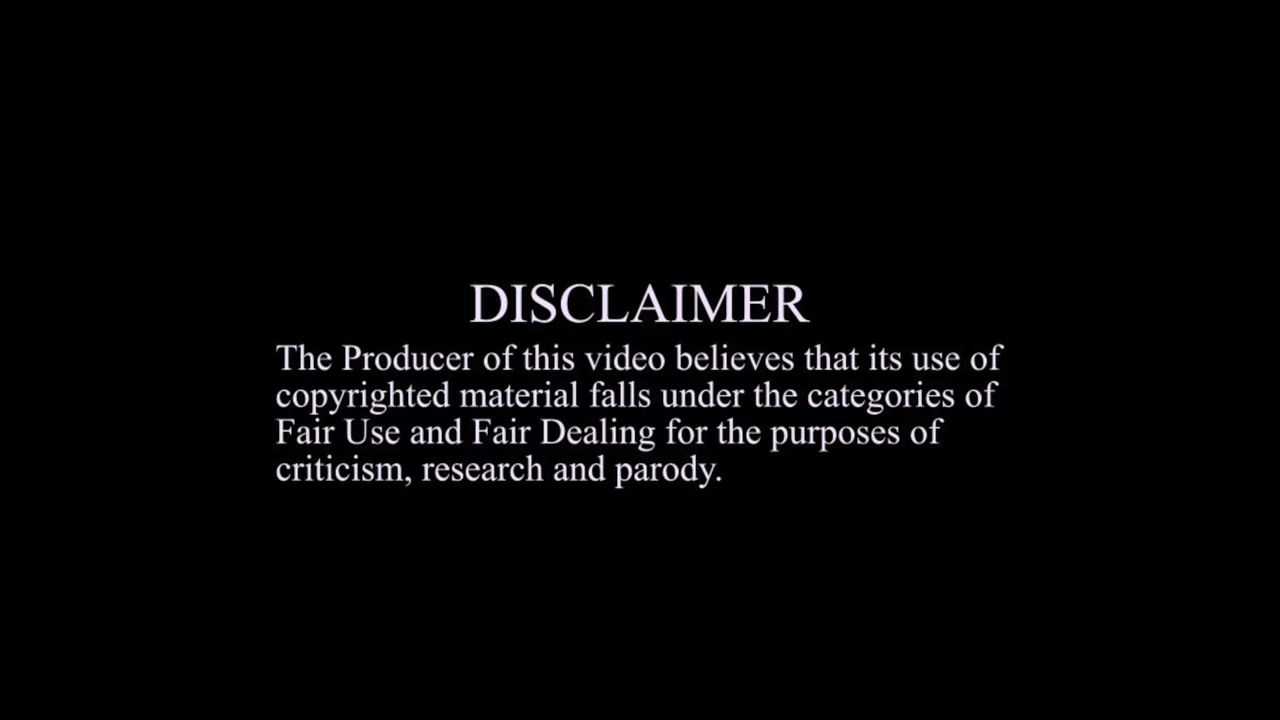 DISCLAIMER
The Producer of this video believes that its use of
copyrighted material falls under the categories of
Fair Use and Fair Dealing for the purposes of
criticism, research and parody.